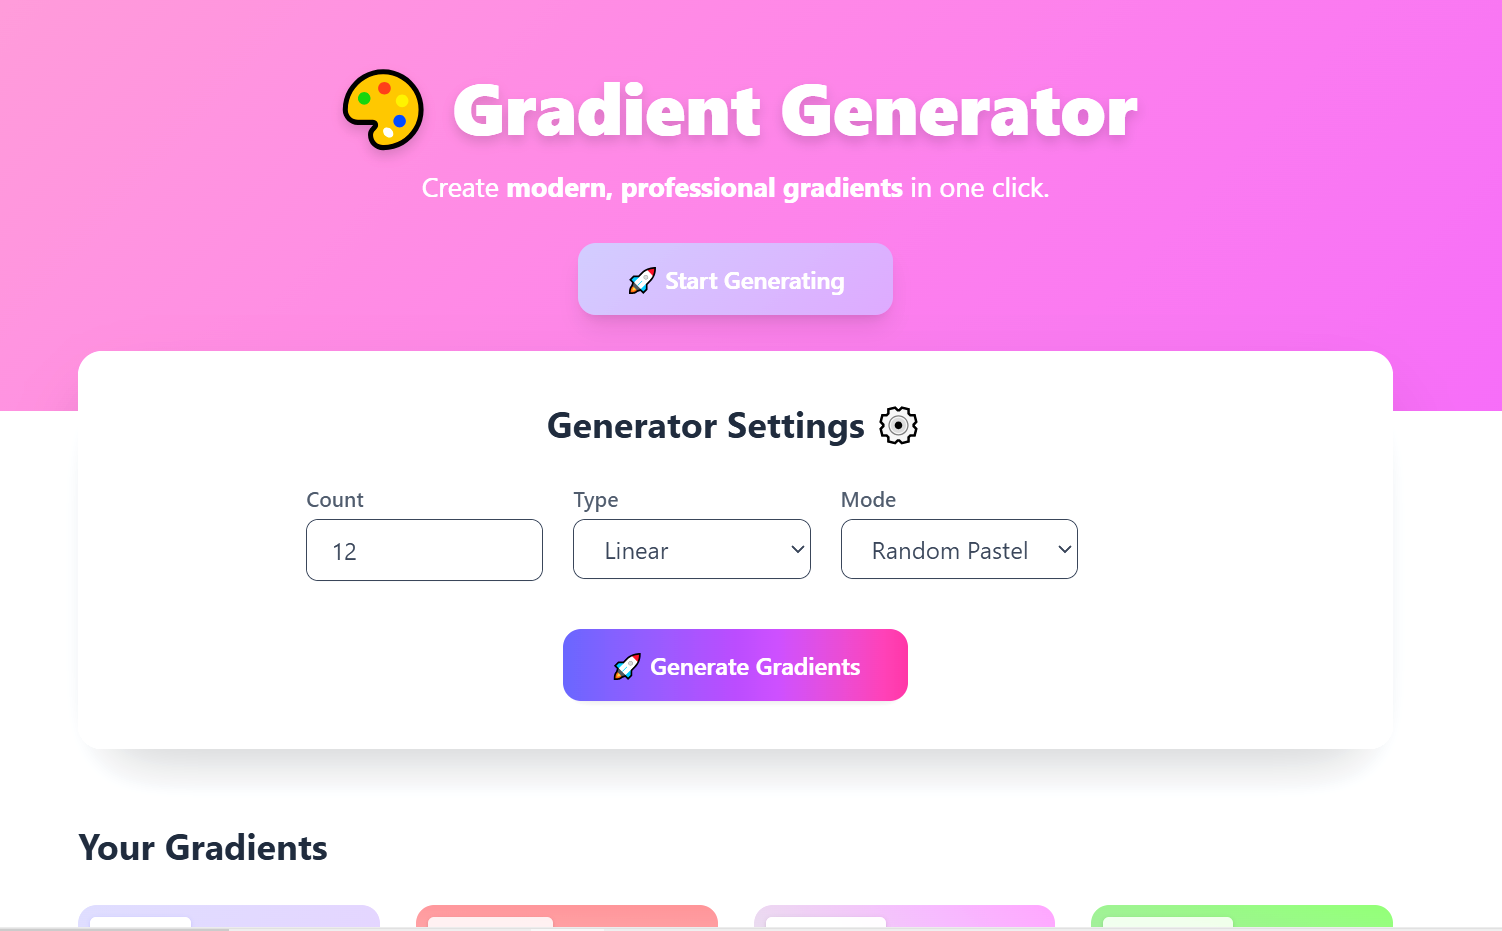 Gradient Generator
Create modern, professional gradients in one click.
Start Generating
Generator Settings
Count
Type
Mode
12
Linear
Random Pastel
Generate Gradients
Your Gradients